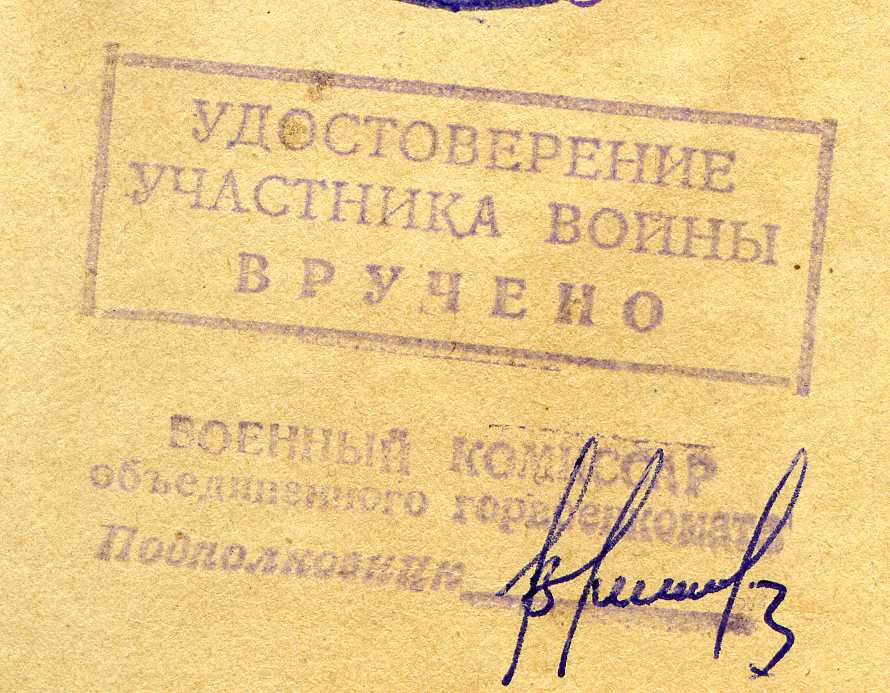 УДОСТОВЕРЕНИЕ
УЧАСТНИКА ВОЙНЫ
ВРУЧЕНО
ВОЕННЫЙ КОМИССАР
объединенного горвоенкомата
Подполковник